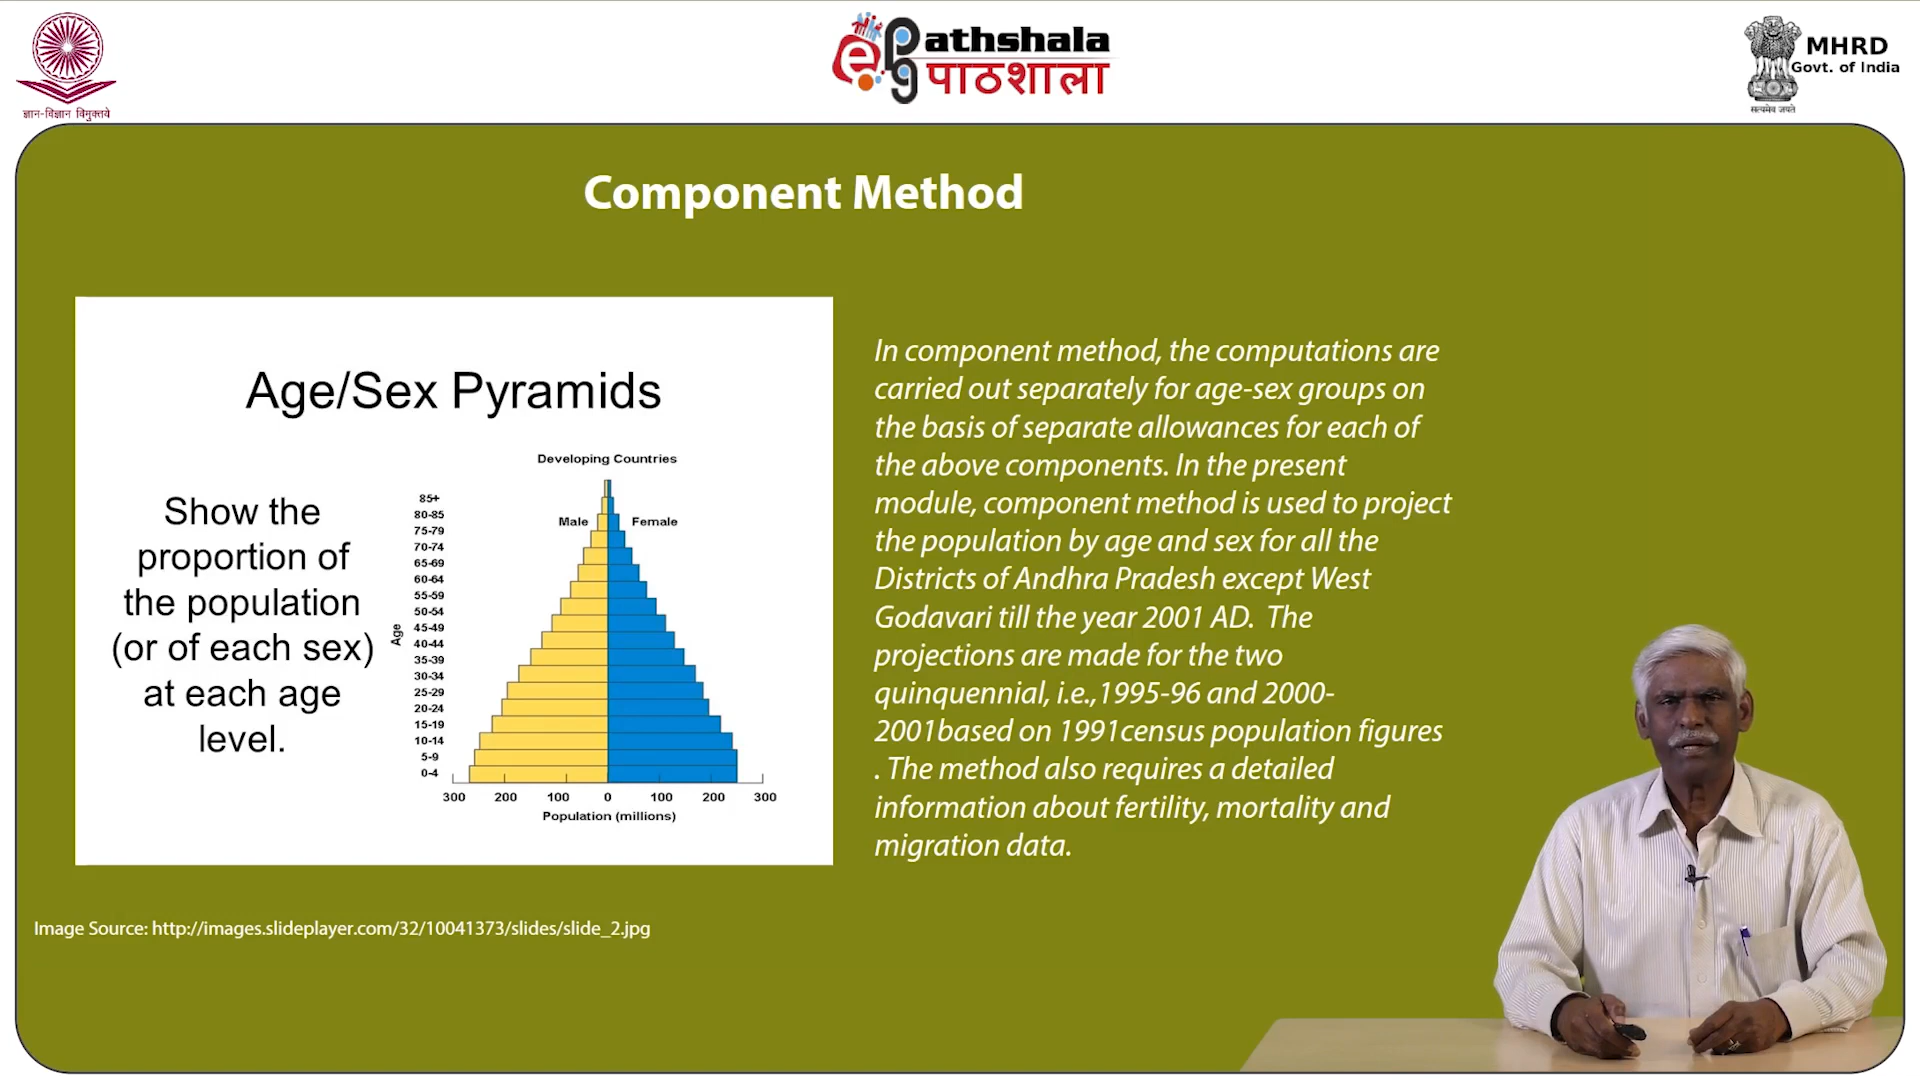 ज्ञान-विज्ञान विमुक्तये
ePG Pathshala
पाठशाला
MHRD
Govt. of India
सत्यमेव जयते
Component Method
Age/Sex Pyramids
Show the
proportion of
the population
(or of each sex)
at each age
level.
Developing Countries
Male
Female
Age
85+
80-85
75-79
70-74
65-69
60-64
55-59
50-54
45-49
40-44
35-39
30-34
25-29
20-24
15-19
10-14
5-9
0-4
300 200 100 0 100 200 300
Population (millions)
In component method, the computations are
carried out separately for age-sex groups on
the basis of separate allowances for each of
the above components. In the present
module, component method is used to project
the population by age and sex for all the
Districts of Andhra Pradesh except West
Godavari till the year 2001 AD. The
projections are made for the two
quinquennial, i.e.,1995-96 and 2000-
2001based on 1991census population figures
. The method also requires a detailed
information about fertility, mortality and
migration data.
Image Source: http://images.slideplayer.com/32/10041373/slides/slide_2.jpg